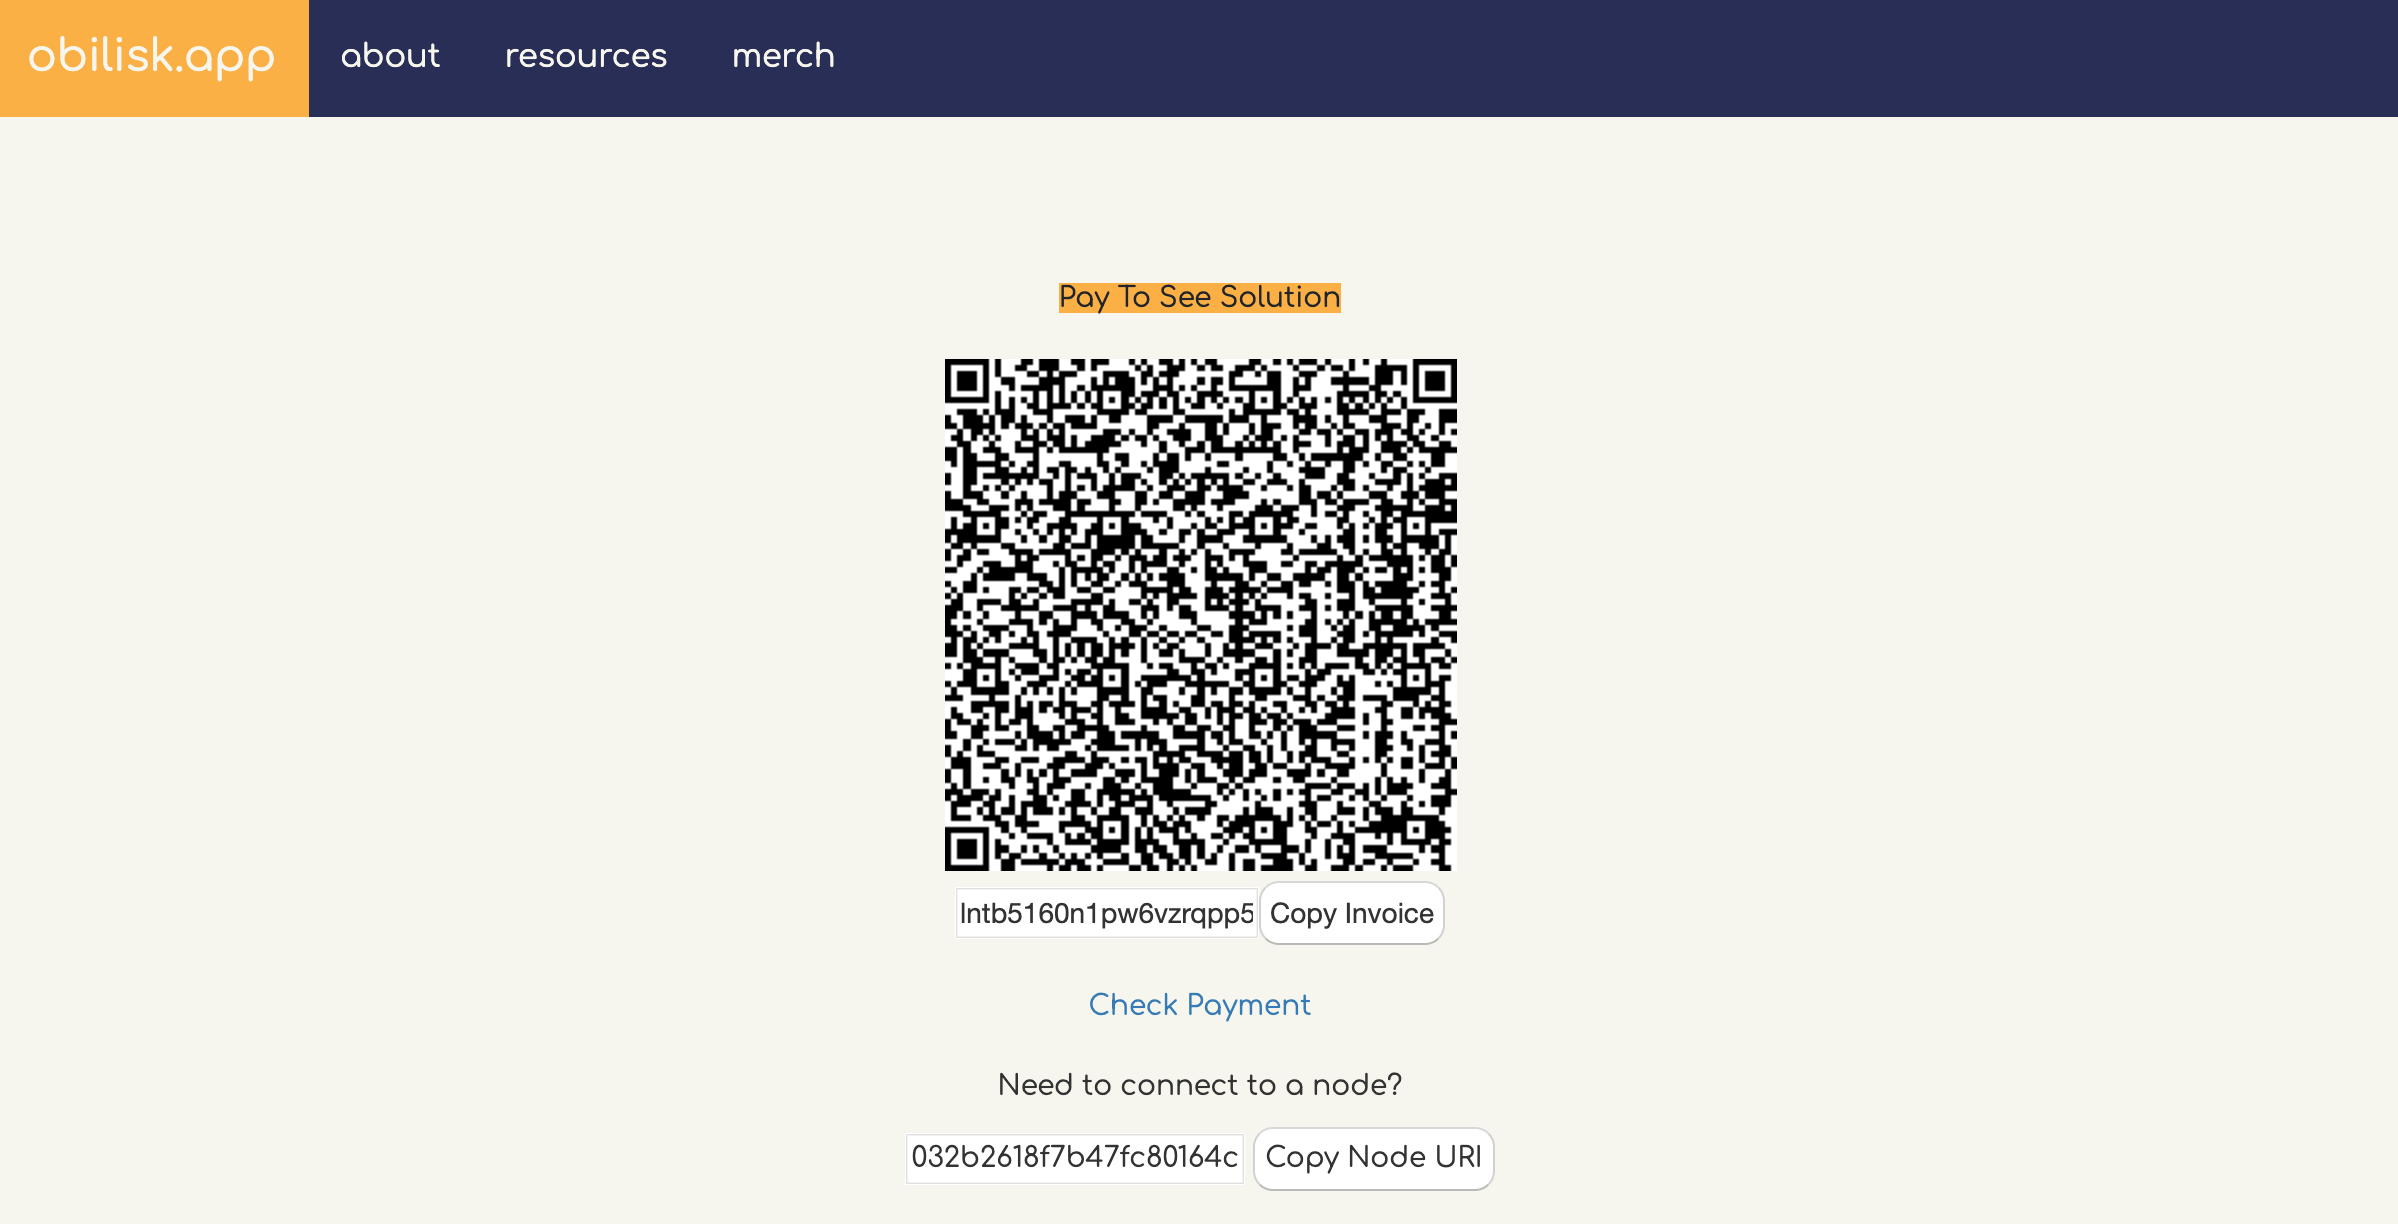 obilisk.app about resources merch
Pay To See Solution
lntb5160n1pw6vzrqpp5 Copy Invoice
Check Payment
Need to connect to a node?
032b2618f7b47fc80164c Copy Node URI